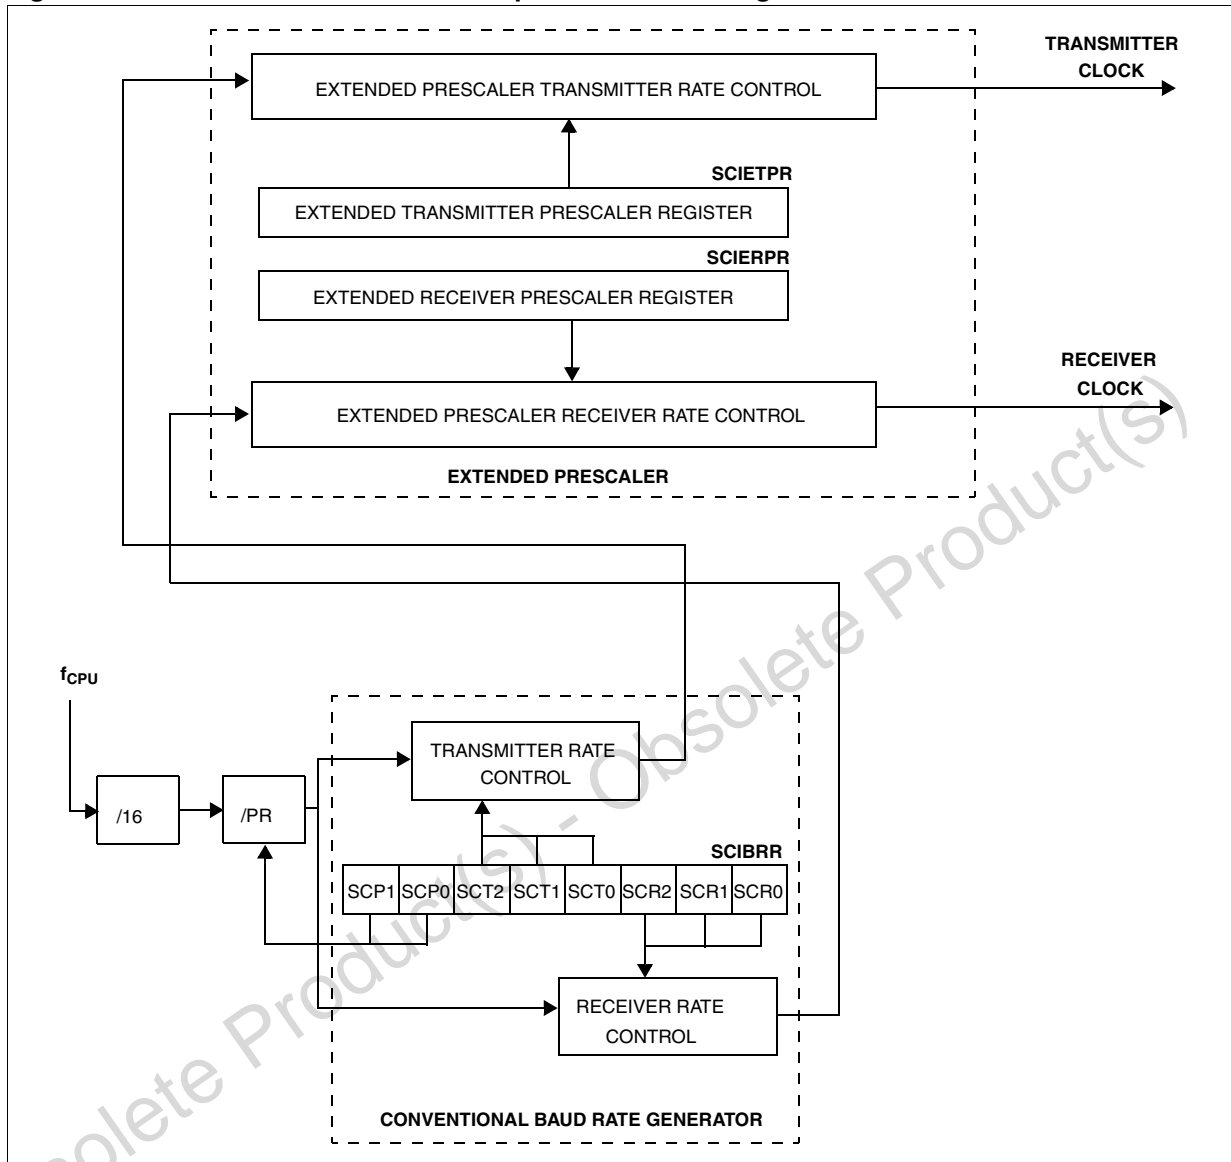 TRANSMITTER
CLOCK
EXTENDED PRESCALER TRANSMITTER RATE CONTROL
SCIETPR
EXTENDED TRANSMITTER PRESCALER REGISTER
SCIERPR
EXTENDED RECEIVER PRESCALER REGISTER
RECEIVER
CLOCK
EXTENDED PRESCALER RECEIVER RATE CONTROL
EXTENDED PRESCALER
fCPU
TRANSMITTER RATE
CONTROL
/16
/PR
SCIBRR
SCP1 SCP0 SCT2 SCT1 SCT0 SCR2 SCR1 SCR0
RECEIVER RATE
CONTROL
CONVENTIONAL BAUD RATE GENERATOR
solete Product(s) - Obsolete Product(s)